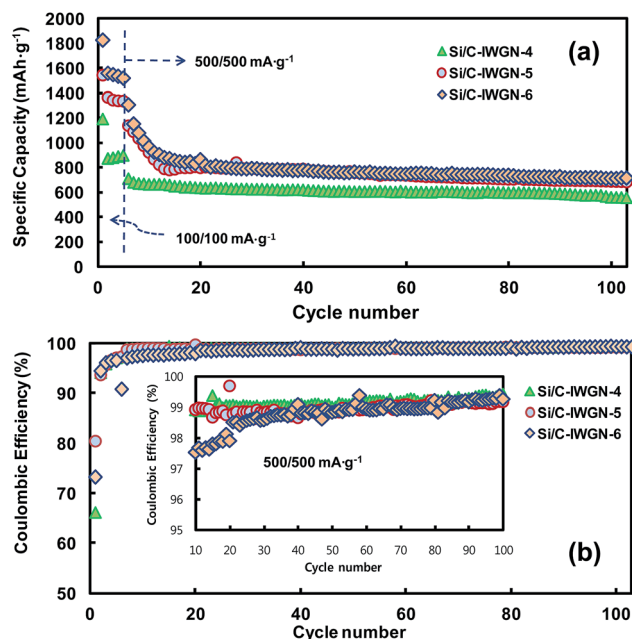 2000
1800
1600
1400
1200
1000
800
600
400
200
0
Specific Capacity (mAh·g⁻¹)
500/500 mA·g⁻¹
100/100 mA·g⁻¹
Si/C-IWGN-4
Si/C-IWGN-5
Si/C-IWGN-6
(a)
0 20 40 60 80 100
Cycle number
100
90
80
70
60
50
Coulombic Efficiency (%)
100
99
98
97
96
95
Coulombic Efficiency (%)
500/500 mA·g⁻¹
10 20 30 40 50 60 70 80 90 100
Cycle number
Si/C-IWGN-4
Si/C-IWGN-5
Si/C-IWGN-6
(b)
0 20 40 60 80 100
Cycle number